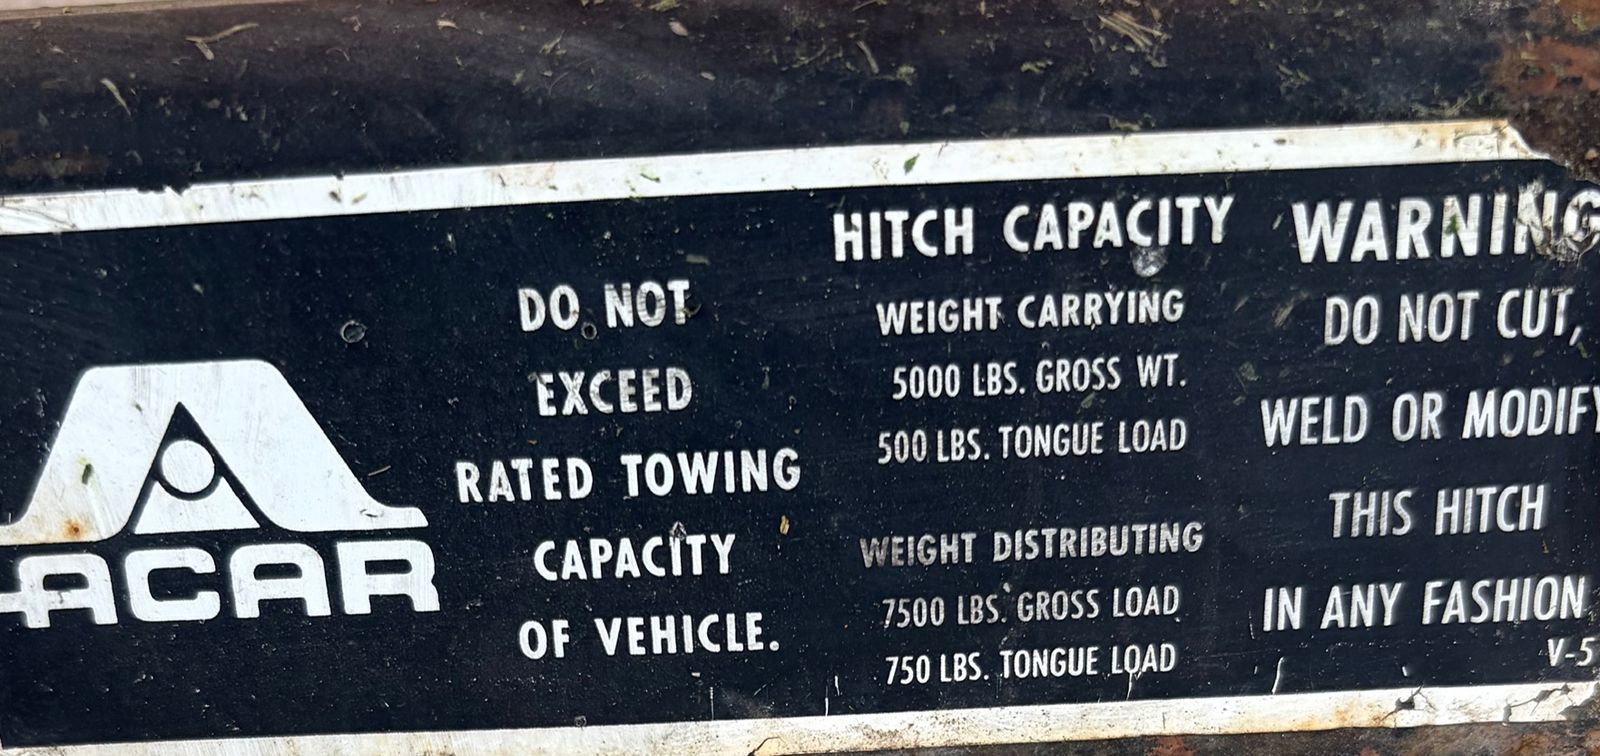 ACAR
DO NOT
EXCEED
RATED TOWING
CAPACITY
OF VEHICLE.
HITCH CAPACITY
WEIGHT CARRYING
5000 LBS. GROSS WT.
500 LBS. TONGUE LOAD
WEIGHT DISTRIBUTING
7500 LBS. GROSS LOAD
750 LBS. TONGUE LOAD
WARNING
DO NOT CUT,
WELD OR MODIFY
THIS HITCH
IN ANY FASHION
V-5